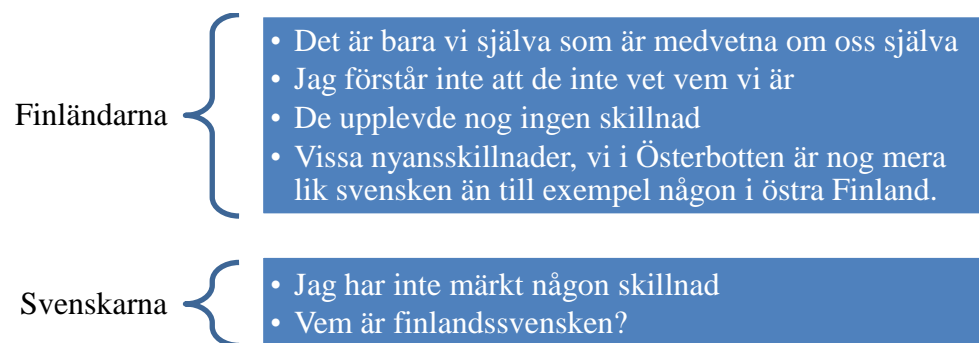 Finländarna
• Det är bara vi själva som är medvetna om oss själva
• Jag förstår inte att de inte vet vem vi är
• De upplevde nog ingen skillnad
• Vissa nyansskillnader, vi i Österbotten är nog mera
lik svensken än till exempel någon i östra Finland.
Svenskarna
• Jag har inte märkt någon skillnad
• Vem är finlandssvensken?